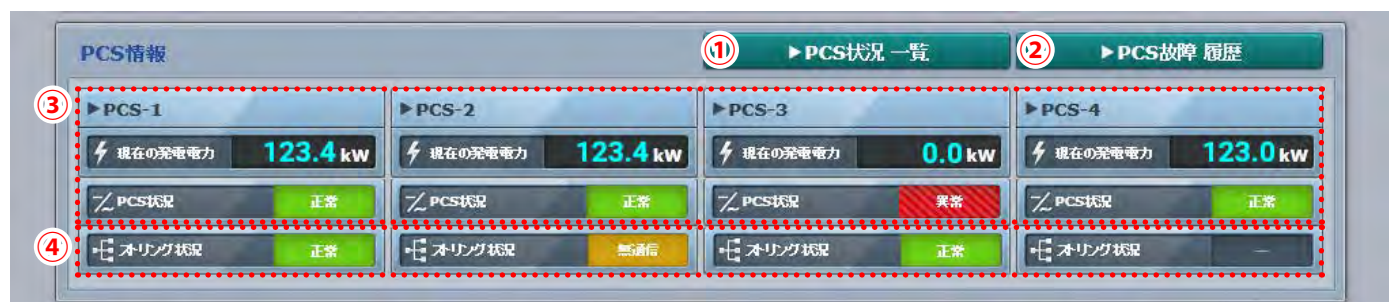 PCS情報 ① ▶PCS状況 一覧 ② ▶PCS故障 履歴
③ ▶PCS-1 ▶PCS-2 ▶PCS-3 ▶PCS-4
現在の発電電力 123.4 kW 現在の発電電力 123.4 kW 現在の発電電力 0.0 kW 現在の発電電力 123.0 kW
PCS状況 正常 PCS状況 正常 PCS状況 異常 PCS状況 正常
④ ストリング状況 正常 ストリング状況 無通信 ストリング状況 正常 ストリング状況 —